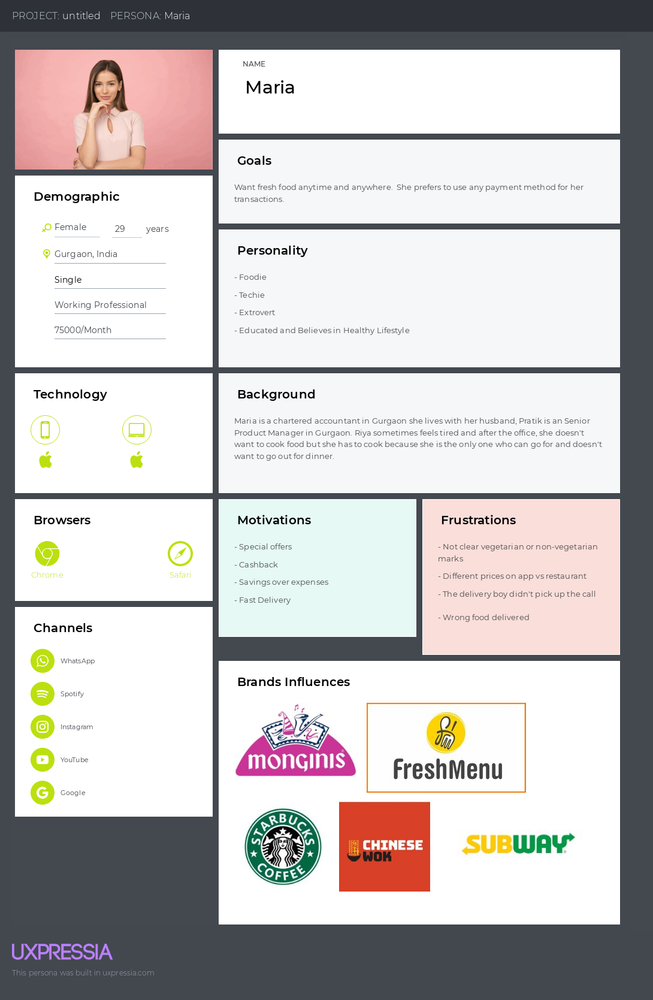 PROJECT: untitled PERSONA: Maria
NAME
Maria
Demographic
Female 29 years
Gurgaon, India
Single
Working Professional
75000/Month
Goals
Want fresh food anytime and anywhere. She prefers to use any payment method for her
transactions.
Personality
- Foodie
- Techie
- Extrovert
- Educated and Believes in Healthy Lifestyle
Technology
Background
Maria is a chartered accountant in Gurgaon she lives with her husband, Pratik is an Senior
Product Manager in Gurgaon. Riya sometimes feels tired and after the office, she doesn't
want to cook food but she has to cook because she is the only one who can go for and doesn't
want to go out for dinner.
Browsers
Chrome
Safari
Motivations
- Special offers
- Cashback
- Savings over expenses
- Fast Delivery
Frustrations
- Not clear vegetarian or non-vegetarian
marks
- Different prices on app vs restaurant
- The delivery boy didn't pick up the call
- Wrong food delivered
Channels
WhatsApp
Spotify
Instagram
YouTube
Google
Brands Influences
MONGINIS®
FreshMenu
STARBUCKS
COFFEE
CHINESE
WOK
SUBWAY
UXPRESSIA
This persona was built in uxpressia.com